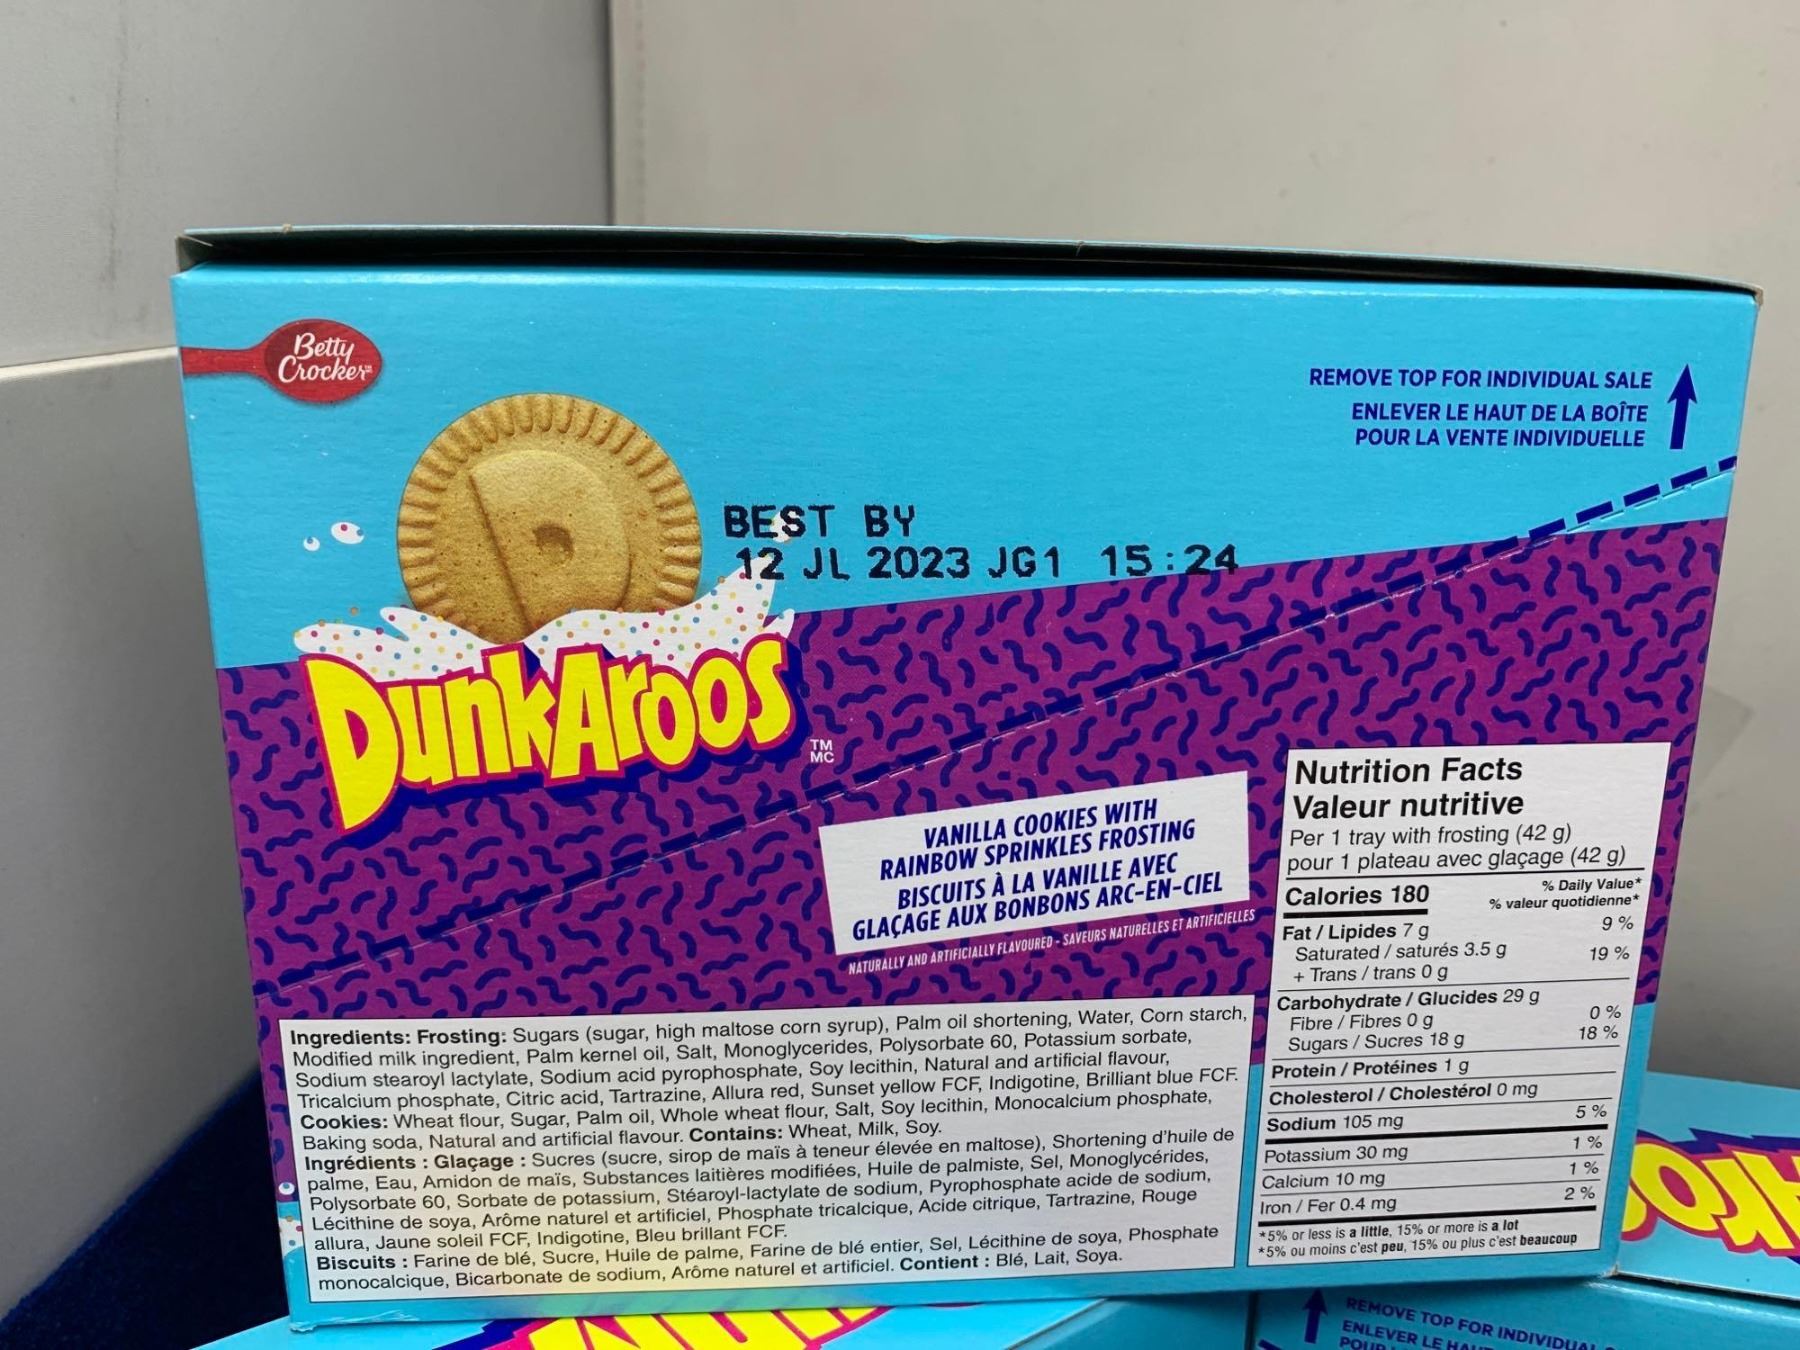 Betty
Crocker™
REMOVE TOP FOR INDIVIDUAL SALE
ENLEVER LE HAUT DE LA BOÎTE
POUR LA VENTE INDIVIDUELLE
BEST BY
12 JL 2023 JG1 15:24
DunkAroos
TM
MC
VANILLA COOKIES WITH
RAINBOW SPRINKLES FROSTING
BISCUITS À LA VANILLE AVEC
GLAÇAGE AUX BONBONS ARC-EN-CIEL
NATURALLY AND ARTIFICIALLY FLAVOURED - SAVEURS NATURELLES ET ARTIFICIELLES
Ingredients: Frosting: Sugars (sugar, high maltose corn syrup), Palm oil shortening, Water, Corn starch,
Modified milk ingredient, Palm kernel oil, Salt, Monoglycerides, Polysorbate 60, Potassium sorbate,
Sodium stearoyl lactylate, Sodium acid pyrophosphate, Soy lecithin, Natural and artificial flavour,
Tricalcium phosphate, Citric acid, Tartrazine, Allura red, Sunset yellow FCF, Indigotine, Brilliant blue FCF.
Cookies: Wheat flour, Sugar, Palm oil, Whole wheat flour, Salt, Soy lecithin, Monocalcium phosphate,
Baking soda, Natural and artificial flavour. Contains: Wheat, Milk, Soy.
Ingrédients : Glaçage : Sucres (sucre, sirop de maïs à teneur élevée en maltose), Shortening d'huile de
palme, Eau, Amidon de maïs, Substances laitières modifiées, Huile de palmiste, Sel, Monoglycérides,
Polysorbate 60, Sorbate de potassium, Stéaroyl-lactylate de sodium, Pyrophosphate acide de sodium,
Lécithine de soya, Arôme naturel et artificiel, Phosphate tricalcique, Acide citrique, Tartrazine, Rouge
allura, Jaune soleil FCF, Indigotine, Bleu brillant FCF.
Biscuits : Farine de blé, Sucre, Huile de palme, Farine de blé entier, Sel, Lécithine de soya, Phosphate
monocalcique, Bicarbonate de sodium, Arôme naturel et artificiel. Contient : Blé, Lait, Soya.
Nutrition Facts
Valeur nutritive
Per 1 tray with frosting (42 g)
pour 1 plateau avec glaçage (42 g)
Calories 180
% Daily Value*
% valeur quotidienne*
Fat / Lipides 7 g 9 %
Saturated / saturés 3.5 g 19 %
+ Trans / trans 0 g
Carbohydrate / Glucides 29 g
Fibre / Fibres 0 g 0 %
Sugars / Sucres 18 g 18 %
Protein / Protéines 1 g
Cholesterol / Cholestérol 0 mg
Sodium 105 mg 5 %
Potassium 30 mg 1 %
Calcium 10 mg 1 %
Iron / Fer 0.4 mg 2 %
*5% or less is a little, 15% or more is a lot
*5% ou moins c'est peu, 15% ou plus c'est beaucoup
REMOVE TOP FOR INDIVIDUAL
ENLEVER LE HAUT